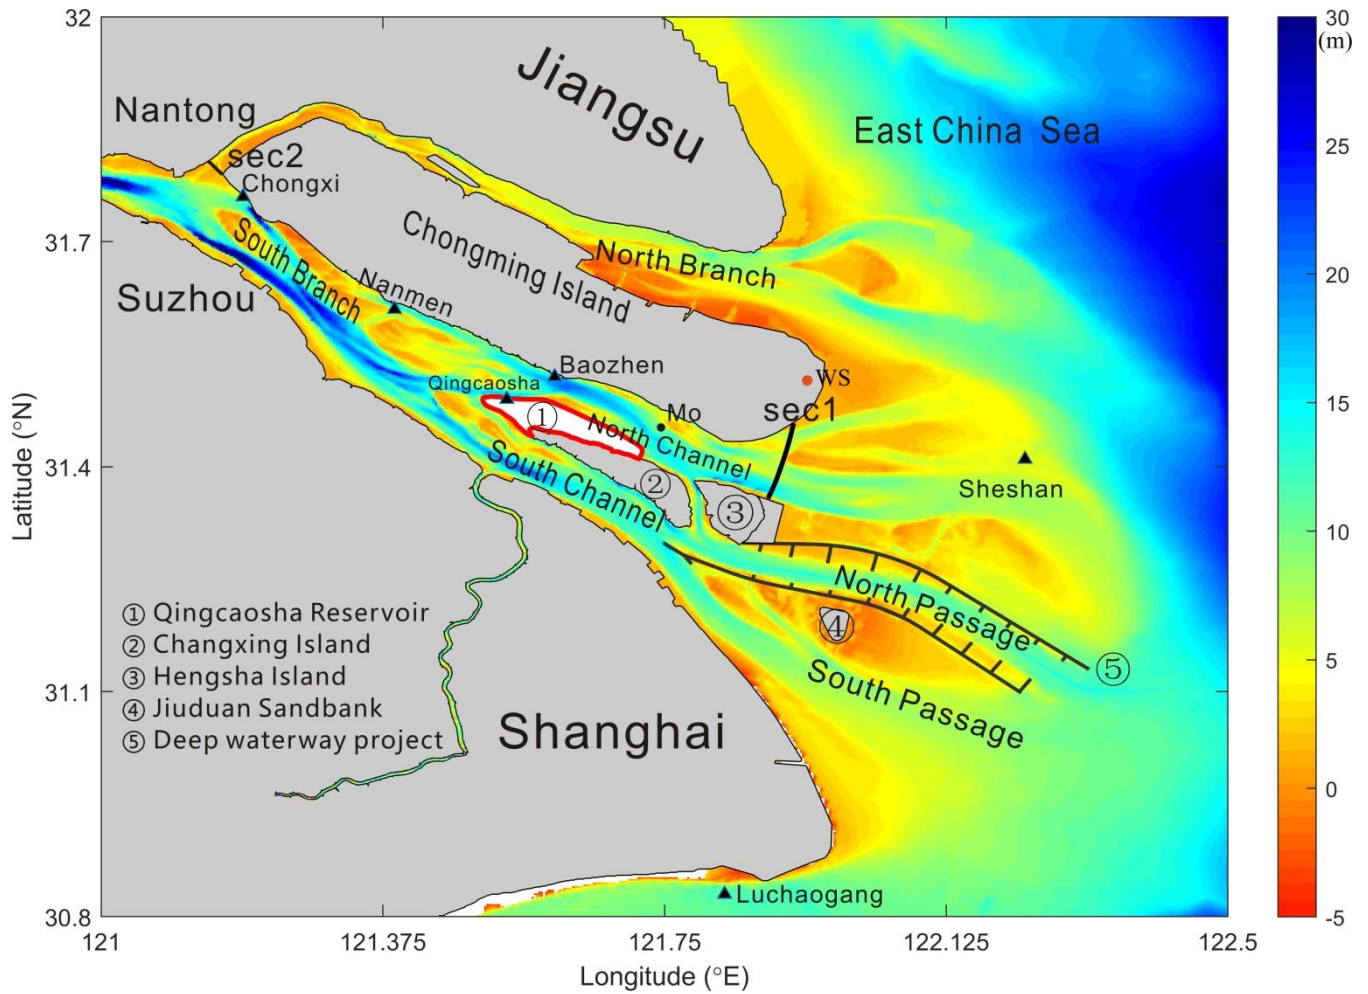 32
31.7
31.4
31.1
30.8
Latitude (°N)
121
121.375
121.75
122.125
122.5
Longitude (°E)
30
(m)
25
20
15
10
5
0
-5
Jiangsu
Nantong
East China Sea
sec2
Chongxi
Chongming Island
North Branch
South Branch
Suzhou
Nanmen
Baozhen
Qingcaosha
WS
①
Mo
sec1
North Channel
South Channel
②
③
Sheshan
North Passage
④
⑤
South Passage
Shanghai
① Qingcaosha Reservoir
② Changxing Island
③ Hengsha Island
④ Jiuduan Sandbank
⑤ Deep waterway project
Luchaogang